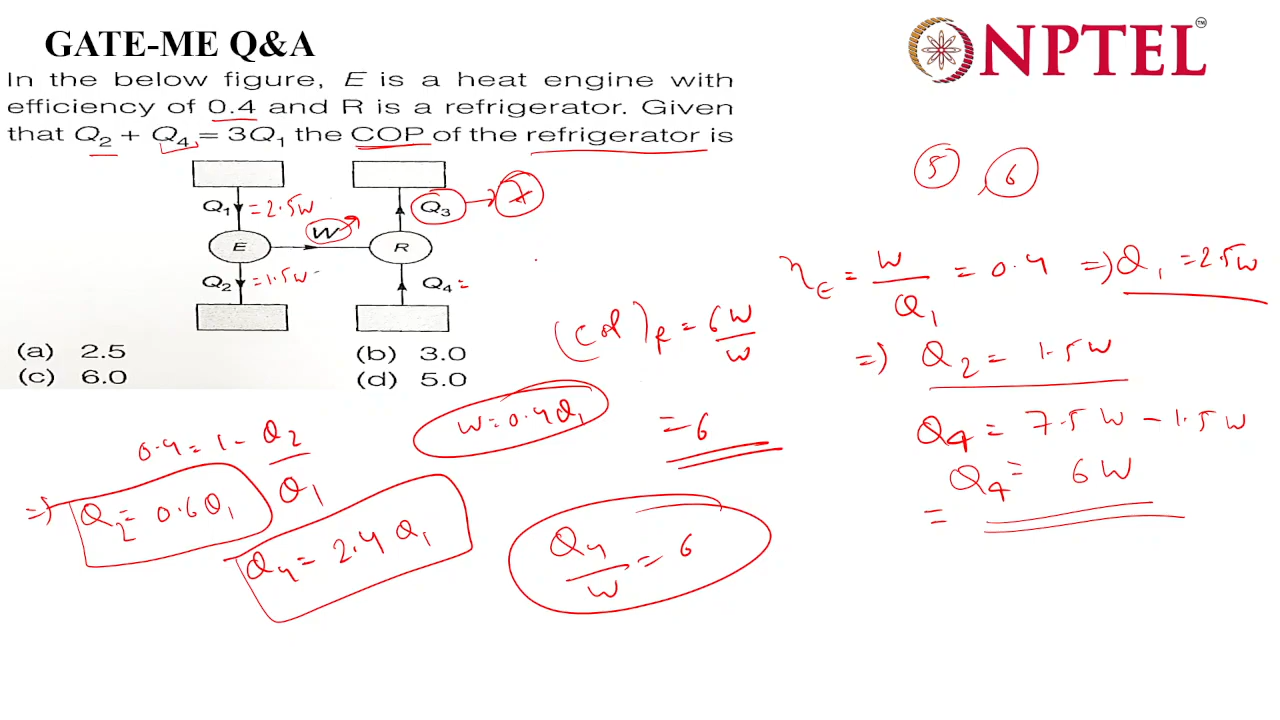 GATE-ME Q&A
NPTEL
TM
In the below figure, E is a heat engine with
efficiency of 0.4 and R is a refrigerator. Given
that Q₂ + Q₄ = 3Q₁ the COP of the refrigerator is
5 6
Q₁ = 2.5W
Q₃ → 7
W
E
R
Q₂ = 1.5W
Q₄ =
(a) 2.5
(b) 3.0
(c) 6.0
(d) 5.0
η_E = W/Q₁ = 0.4 ⇒ Q₁ = 2.5W
⇒ Q₂ = 1.5W
Q₄ = 7.5W - 1.5W
Q₄ = 6W
=
(COP)_R = 6W/W
= 6
W = 0.4Q₁
0.4 = 1 - Q₂/Q₁
⇒ Q₂ = 0.6Q₁
Q₄ = 2.4Q₁
Q₄/W = 6